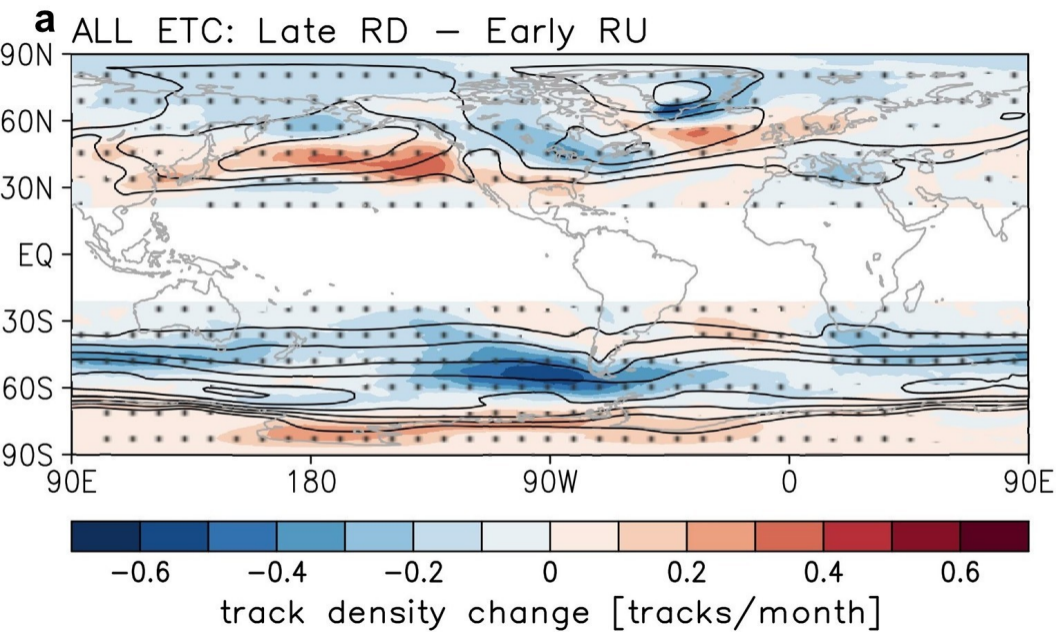 a ALL ETC: Late RD − Early RU
90N
60N
30N
EQ
30S
60S
90S
90E 180 90W 0 90E
−0.6 −0.4 −0.2 0 0.2 0.4 0.6
track density change [tracks/month]